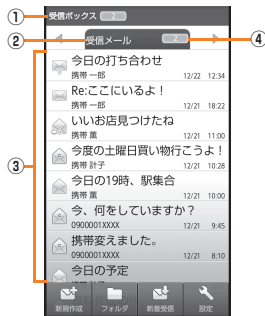 ① 受信ボックス 2
② 受信メール 2 ④
③
今日の打ち合わせ
携帯 一郎 12/22 12:34
Re:ここにいるよ！
携帯 一郎 12/21 18:22
いいお店見つけたね
携帯 薫 12/21 11:00
今度の土曜日買い物行こうよ！
携帯 計子 12/21 10:28
今日の19時、駅集合
携帯 薫 12/21 10:00
今、何をしていますか？
0900001XXXX 12/21 9:45
携帯変えました。
0900001XXXX 12/21 8:10
今日の予定
新規作成 フォルダ 新着受信 設定